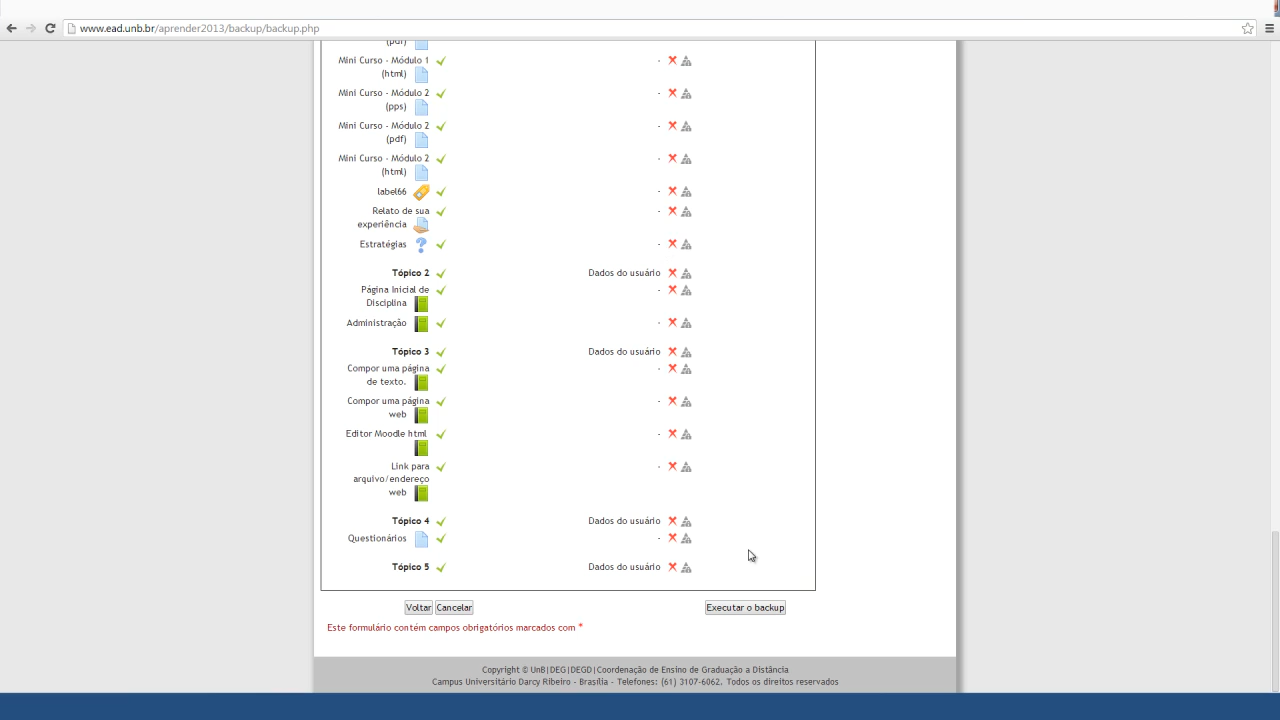 www.ead.unb.br/aprender2013/backup/backup.php
(pdf)
Mini Curso - Módulo 1 -
(html)
Mini Curso - Módulo 2 -
(pps)
Mini Curso - Módulo 2 -
(pdf)
Mini Curso - Módulo 2 -
(html)
label66 -
Relato de sua -
experiência
Estratégias -
Tópico 2 Dados do usuário
Página Inicial de -
Disciplina
Administração -
Tópico 3 Dados do usuário
Compor uma página -
de texto.
Compor uma página -
web
Editor Moodle html -
Link para -
arquivo/endereço
web
Tópico 4 Dados do usuário
Questionários -
Tópico 5 Dados do usuário
Voltar Cancelar Executar o backup
Este formulário contém campos obrigatórios marcados com *
Copyright © UnB|DEG|DEGD|Coordenação de Ensino de Graduação a Distância
Campus Universitário Darcy Ribeiro - Brasília - Telefones: (61) 3107-6062. Todos os direitos reservados